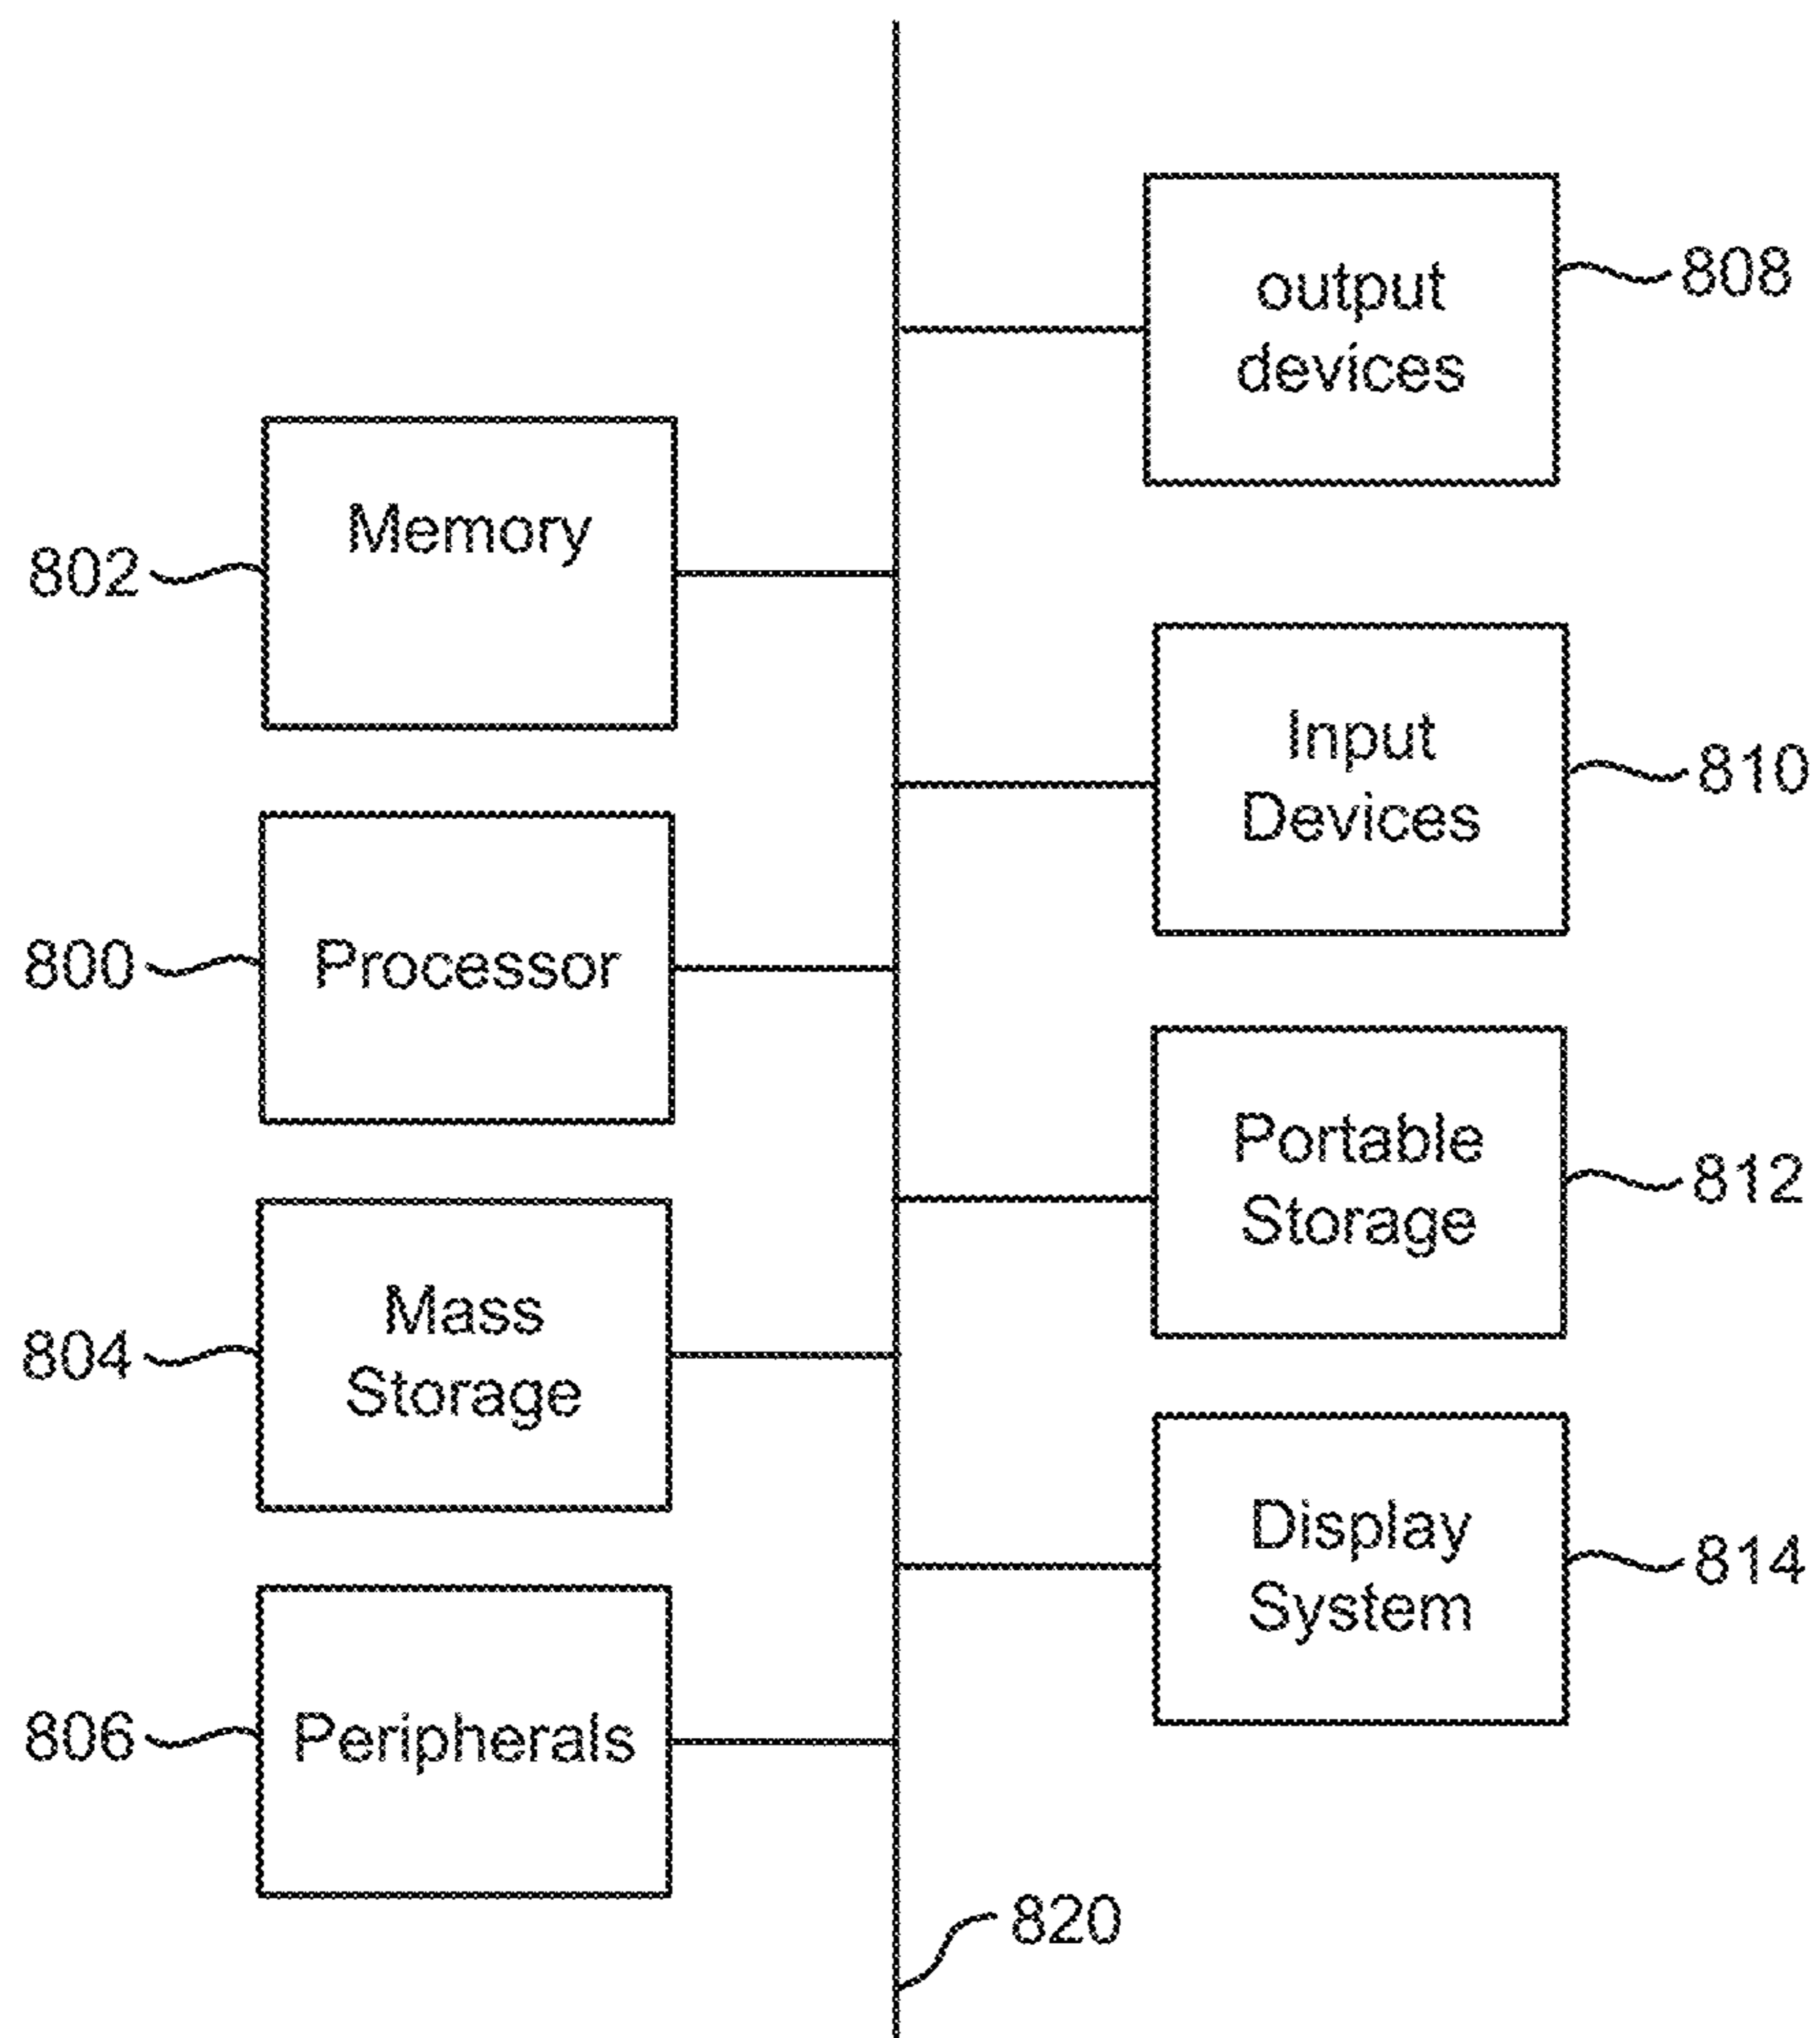 output
devices
808
Memory
802
Input
Devices
810
Processor
800
Portable
Storage
812
Mass
Storage
804
Display
System
814
Peripherals
806
820